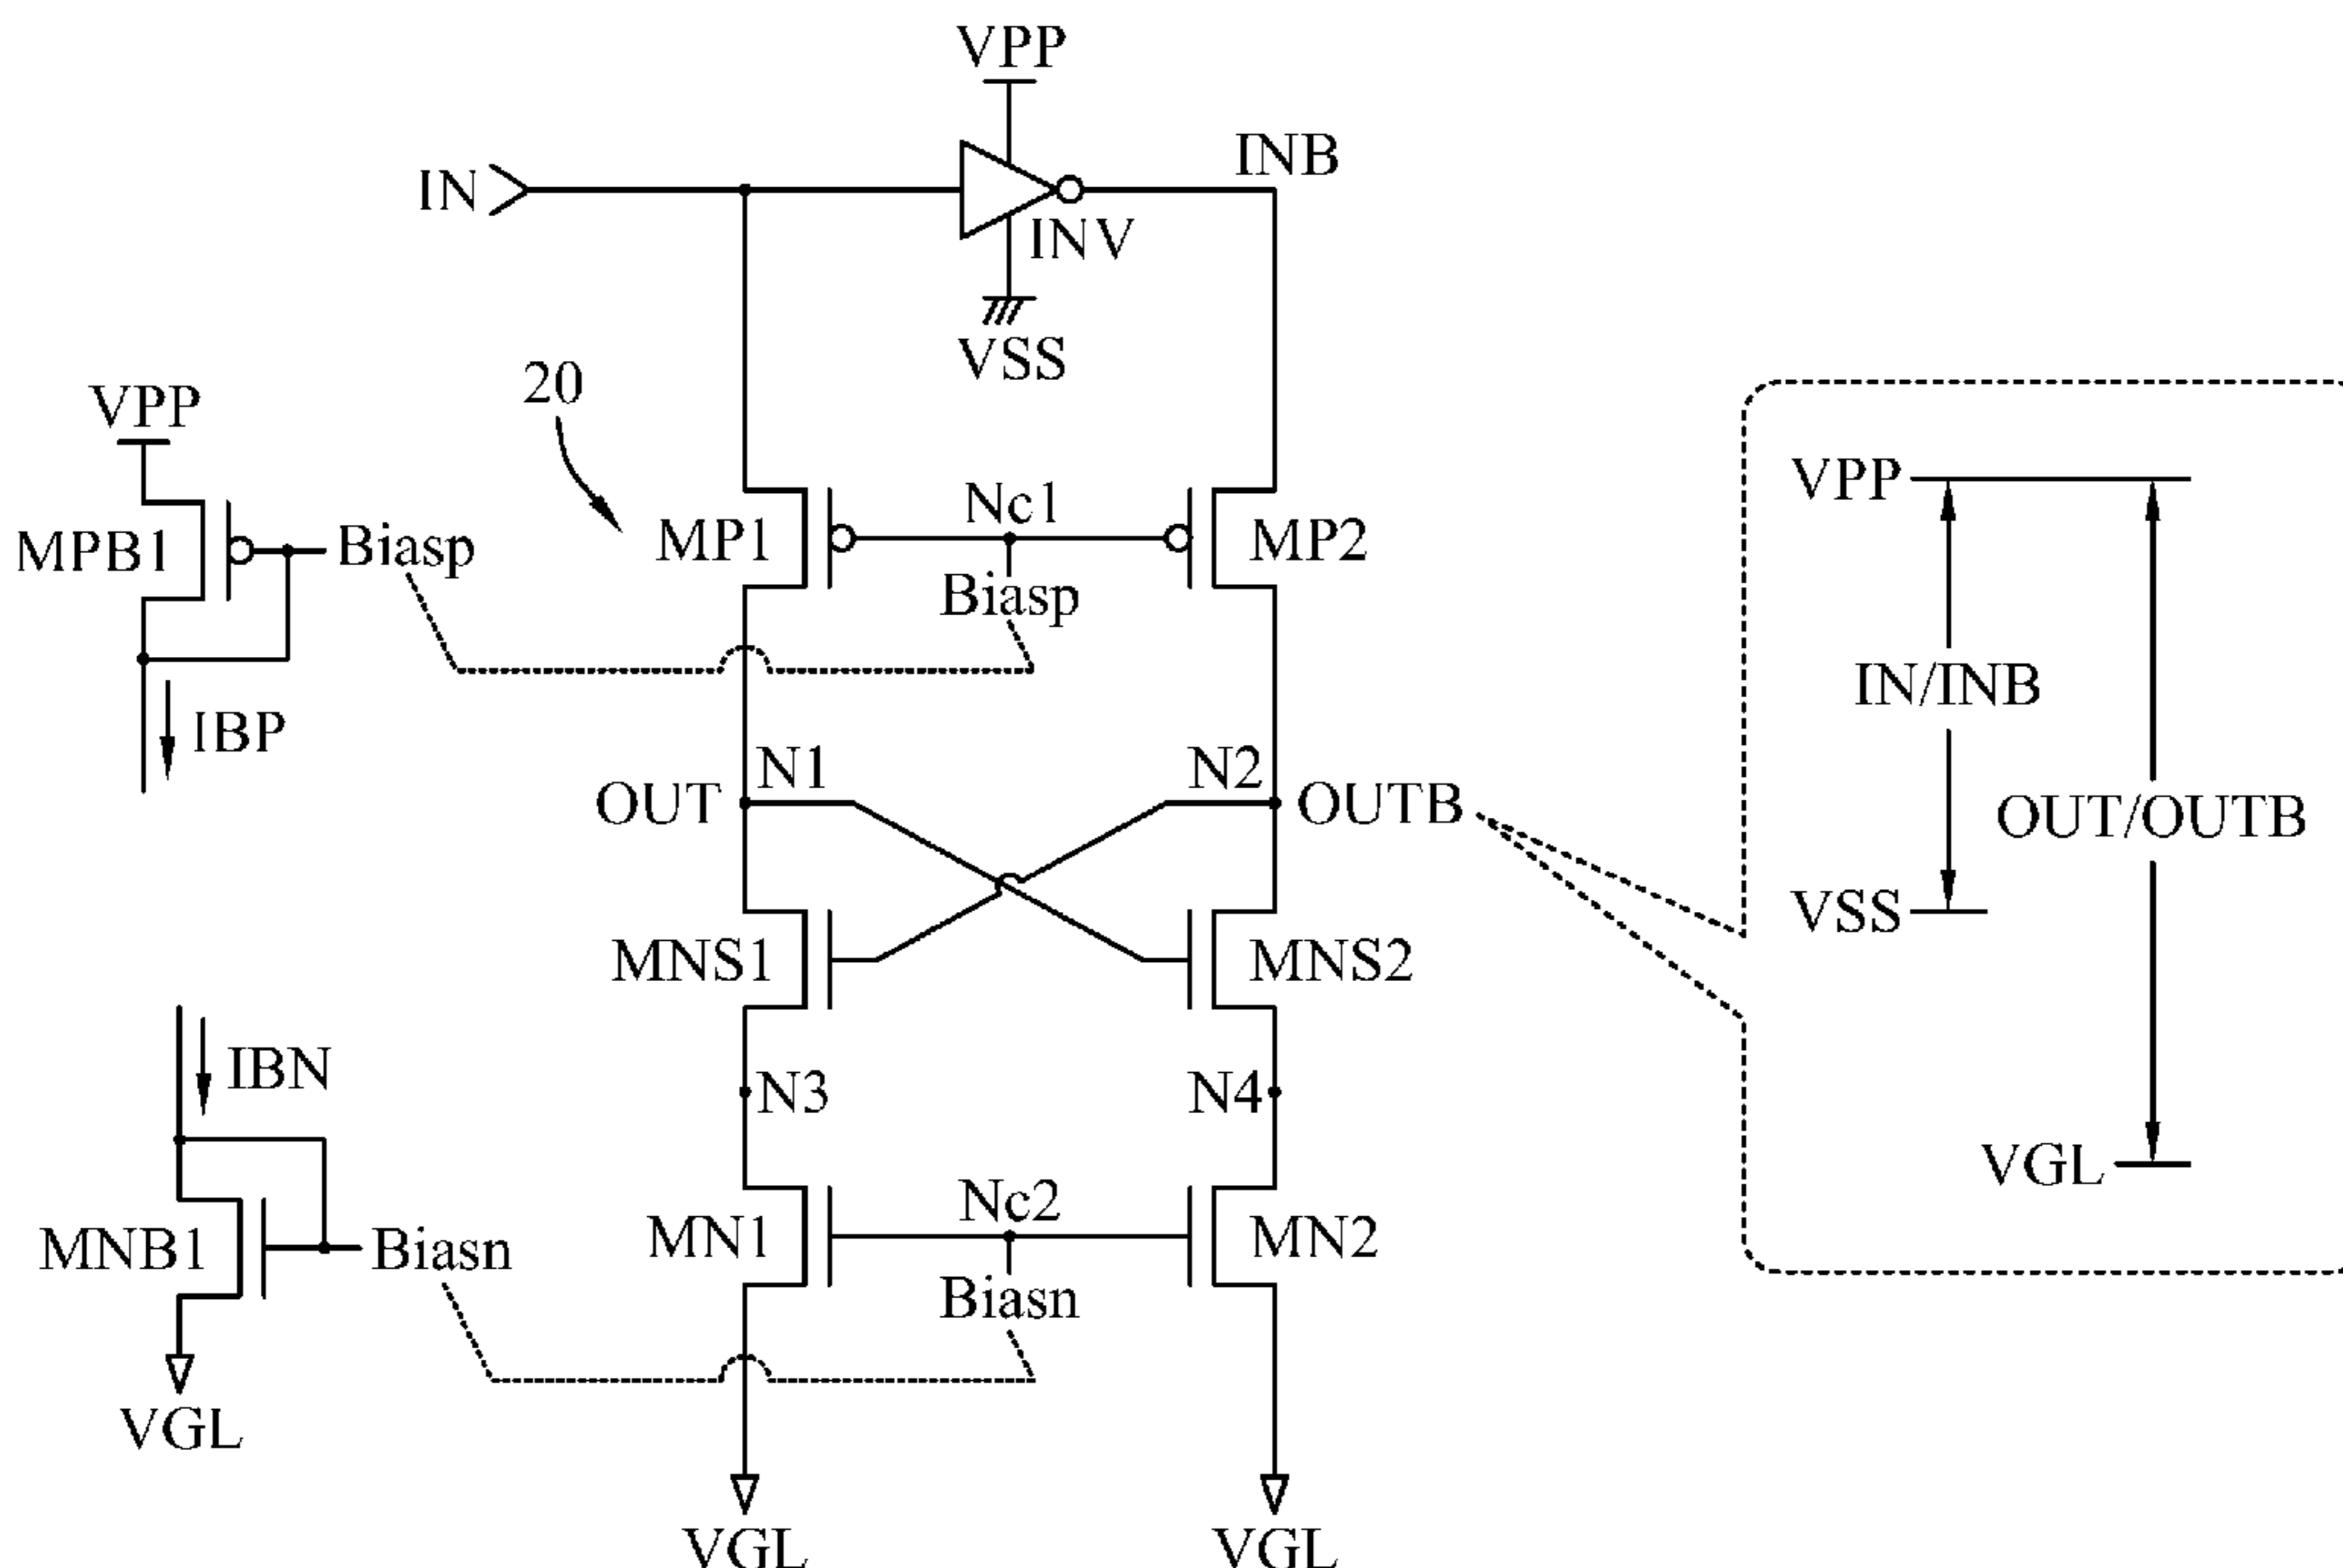 VPP
IN
INB
INV
VSS
20
VPP
MPB1
Biasp
MP1
Nc1
Biasp
MP2
IBP
VPP
IN/INB
VSS
OUT/OUTB
VGL
OUT
N1
N2
OUTB
MNS1
MNS2
IBN
N3
N4
MNB1
Biasn
MN1
Nc2
Biasn
MN2
VGL
VGL
VGL